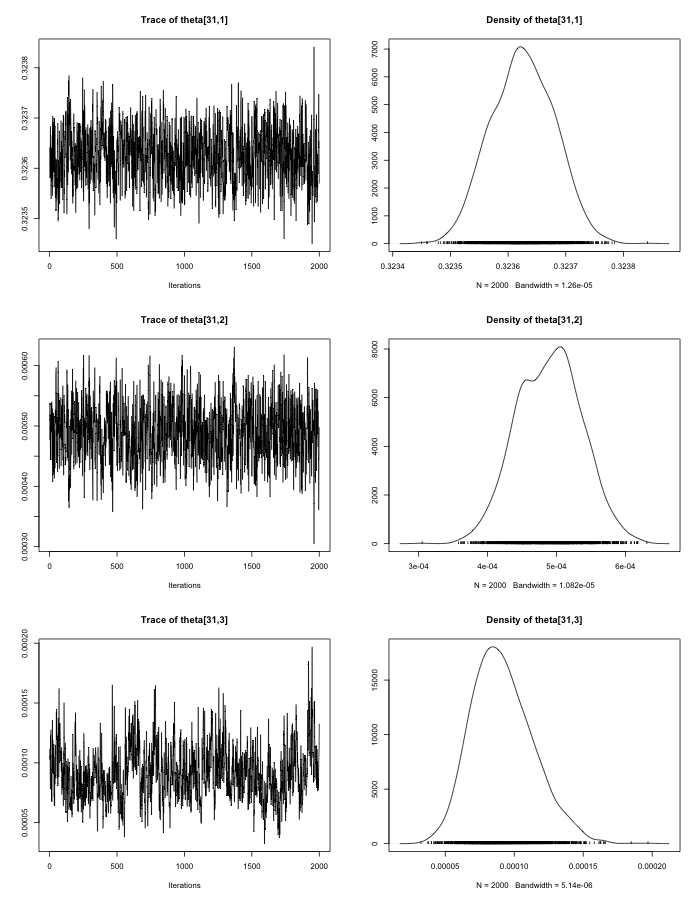 Trace of theta[31,1]
0.3235 0.3236 0.3237 0.3238
0 500 1000 1500 2000
Iterations
Density of theta[31,1]
0 1000 2000 3000 4000 5000 6000 7000
0.3234 0.3235 0.3236 0.3237 0.3238
N = 2000 Bandwidth = 1.26e-05
Trace of theta[31,2]
0.00030 0.00040 0.00050 0.00060
0 500 1000 1500 2000
Iterations
Density of theta[31,2]
0 2000 4000 6000 8000
3e-04 4e-04 5e-04 6e-04
N = 2000 Bandwidth = 1.082e-05
Trace of theta[31,3]
0.00005 0.00010 0.00015 0.00020
0 500 1000 1500 2000
Iterations
Density of theta[31,3]
0 5000 10000 15000
0.00005 0.00010 0.00015 0.00020
N = 2000 Bandwidth = 5.14e-06